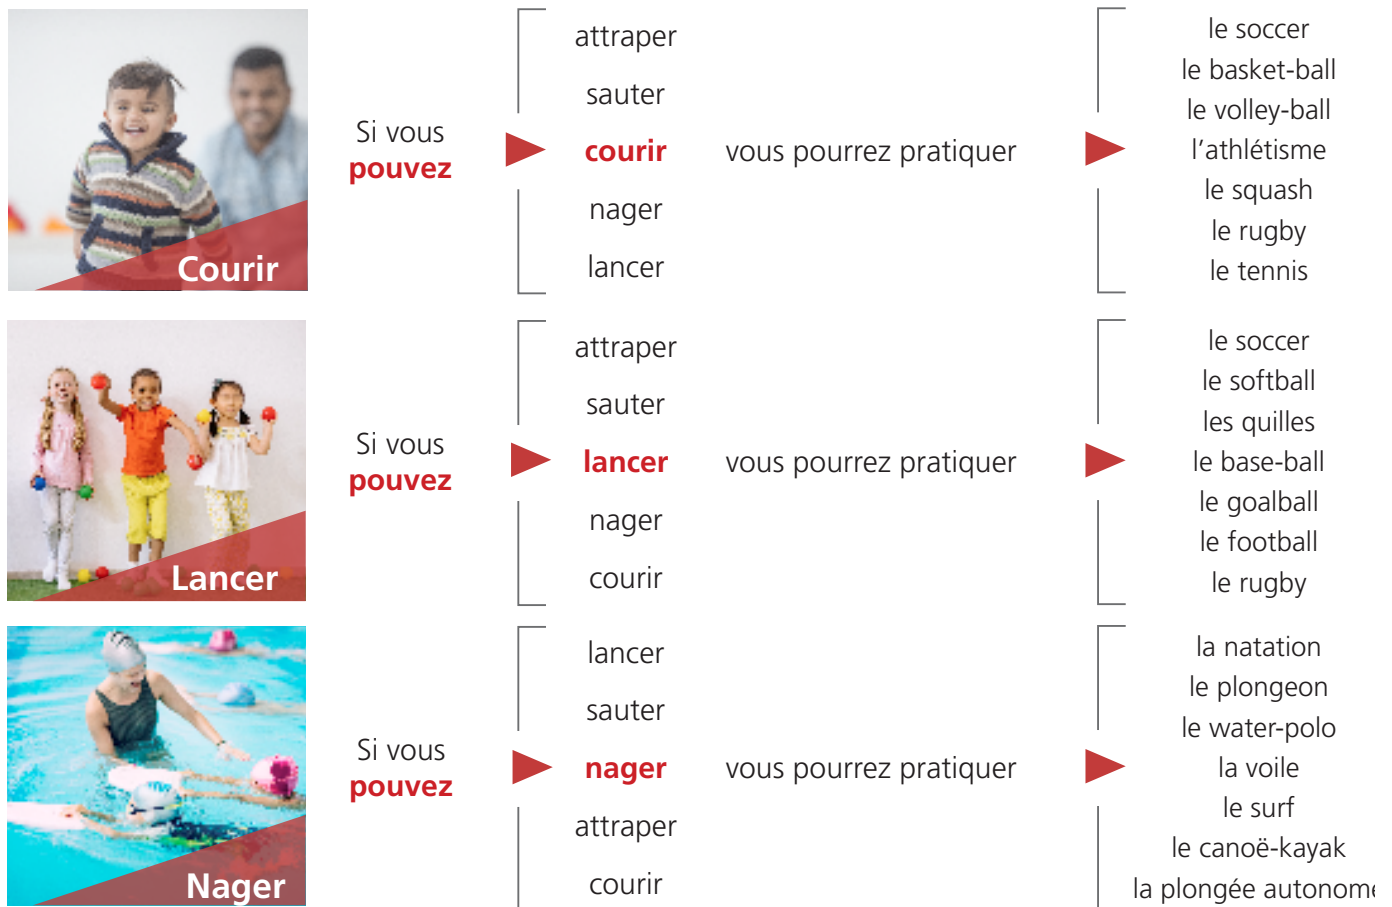 Courir
Si vous
pouvez
attraper
sauter
courir
nager
lancer
vous pourrez pratiquer
le soccer
le basket-ball
le volley-ball
l’athlétisme
le squash
le rugby
le tennis
Lancer
Si vous
pouvez
attraper
sauter
lancer
nager
courir
vous pourrez pratiquer
le soccer
le softball
les quilles
le base-ball
le goalball
le football
le rugby
Nager
Si vous
pouvez
lancer
sauter
nager
attraper
courir
vous pourrez pratiquer
la natation
le plongeon
le water-polo
la voile
le surf
le canoë-kayak
la plongée autonome